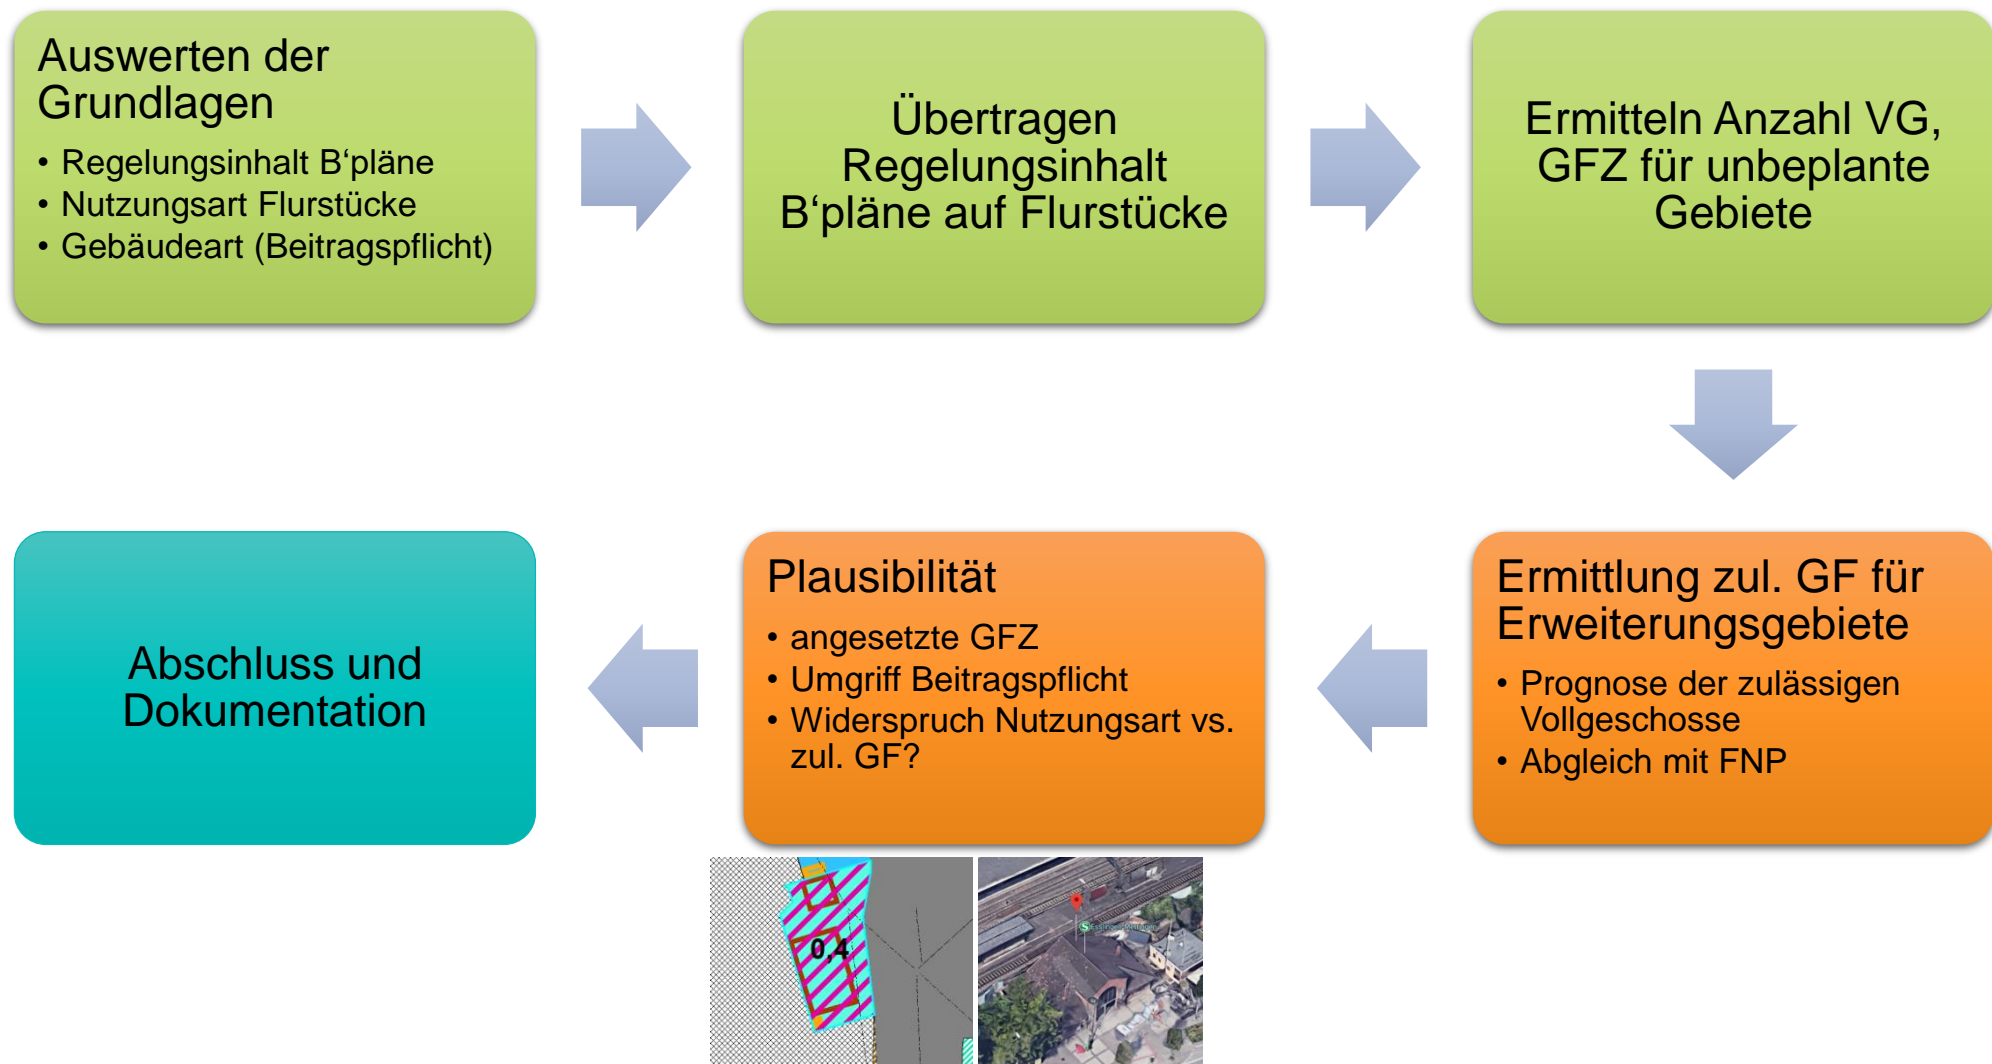 Auswerten der
Grundlagen
• Regelungsinhalt B‘pläne
• Nutzungsart Flurstücke
• Gebäudeart (Beitragspflicht)
Übertragen
Regelungsinhalt
B‘pläne auf Flurstücke
Ermitteln Anzahl VG,
GFZ für unbeplante
Gebiete
Ermittlung zul. GF für
Erweiterungsgebiete
• Prognose der zulässigen
Vollgeschosse
• Abgleich mit FNP
Plausibilität
• angesetzte GFZ
• Umgriff Beitragspflicht
• Widerspruch Nutzungsart vs.
zul. GF?
Abschluss und
Dokumentation
0,4
S